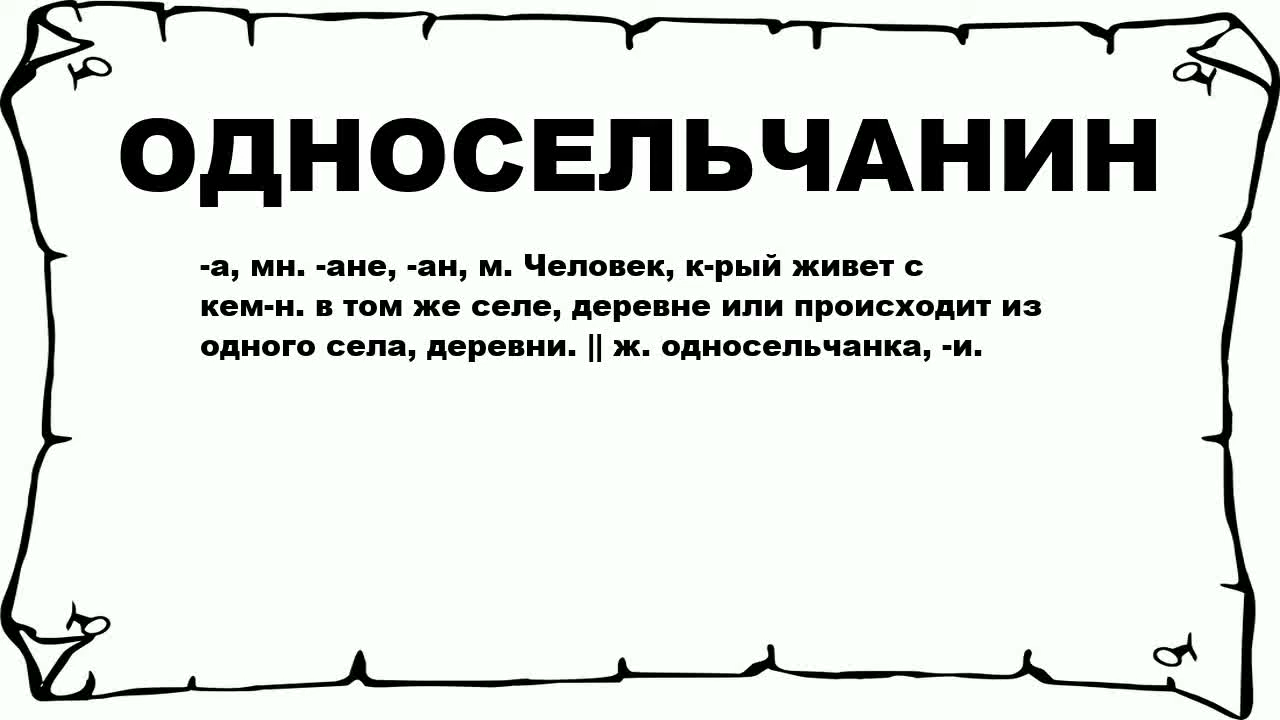 ОДНОСЕЛЬЧАНИН
-а, мн. -ане, -ан, м. Человек, к-рый живет с
кем-н. в том же селе, деревне или происходит из
одного села, деревни. || ж. односельчанка, -и.